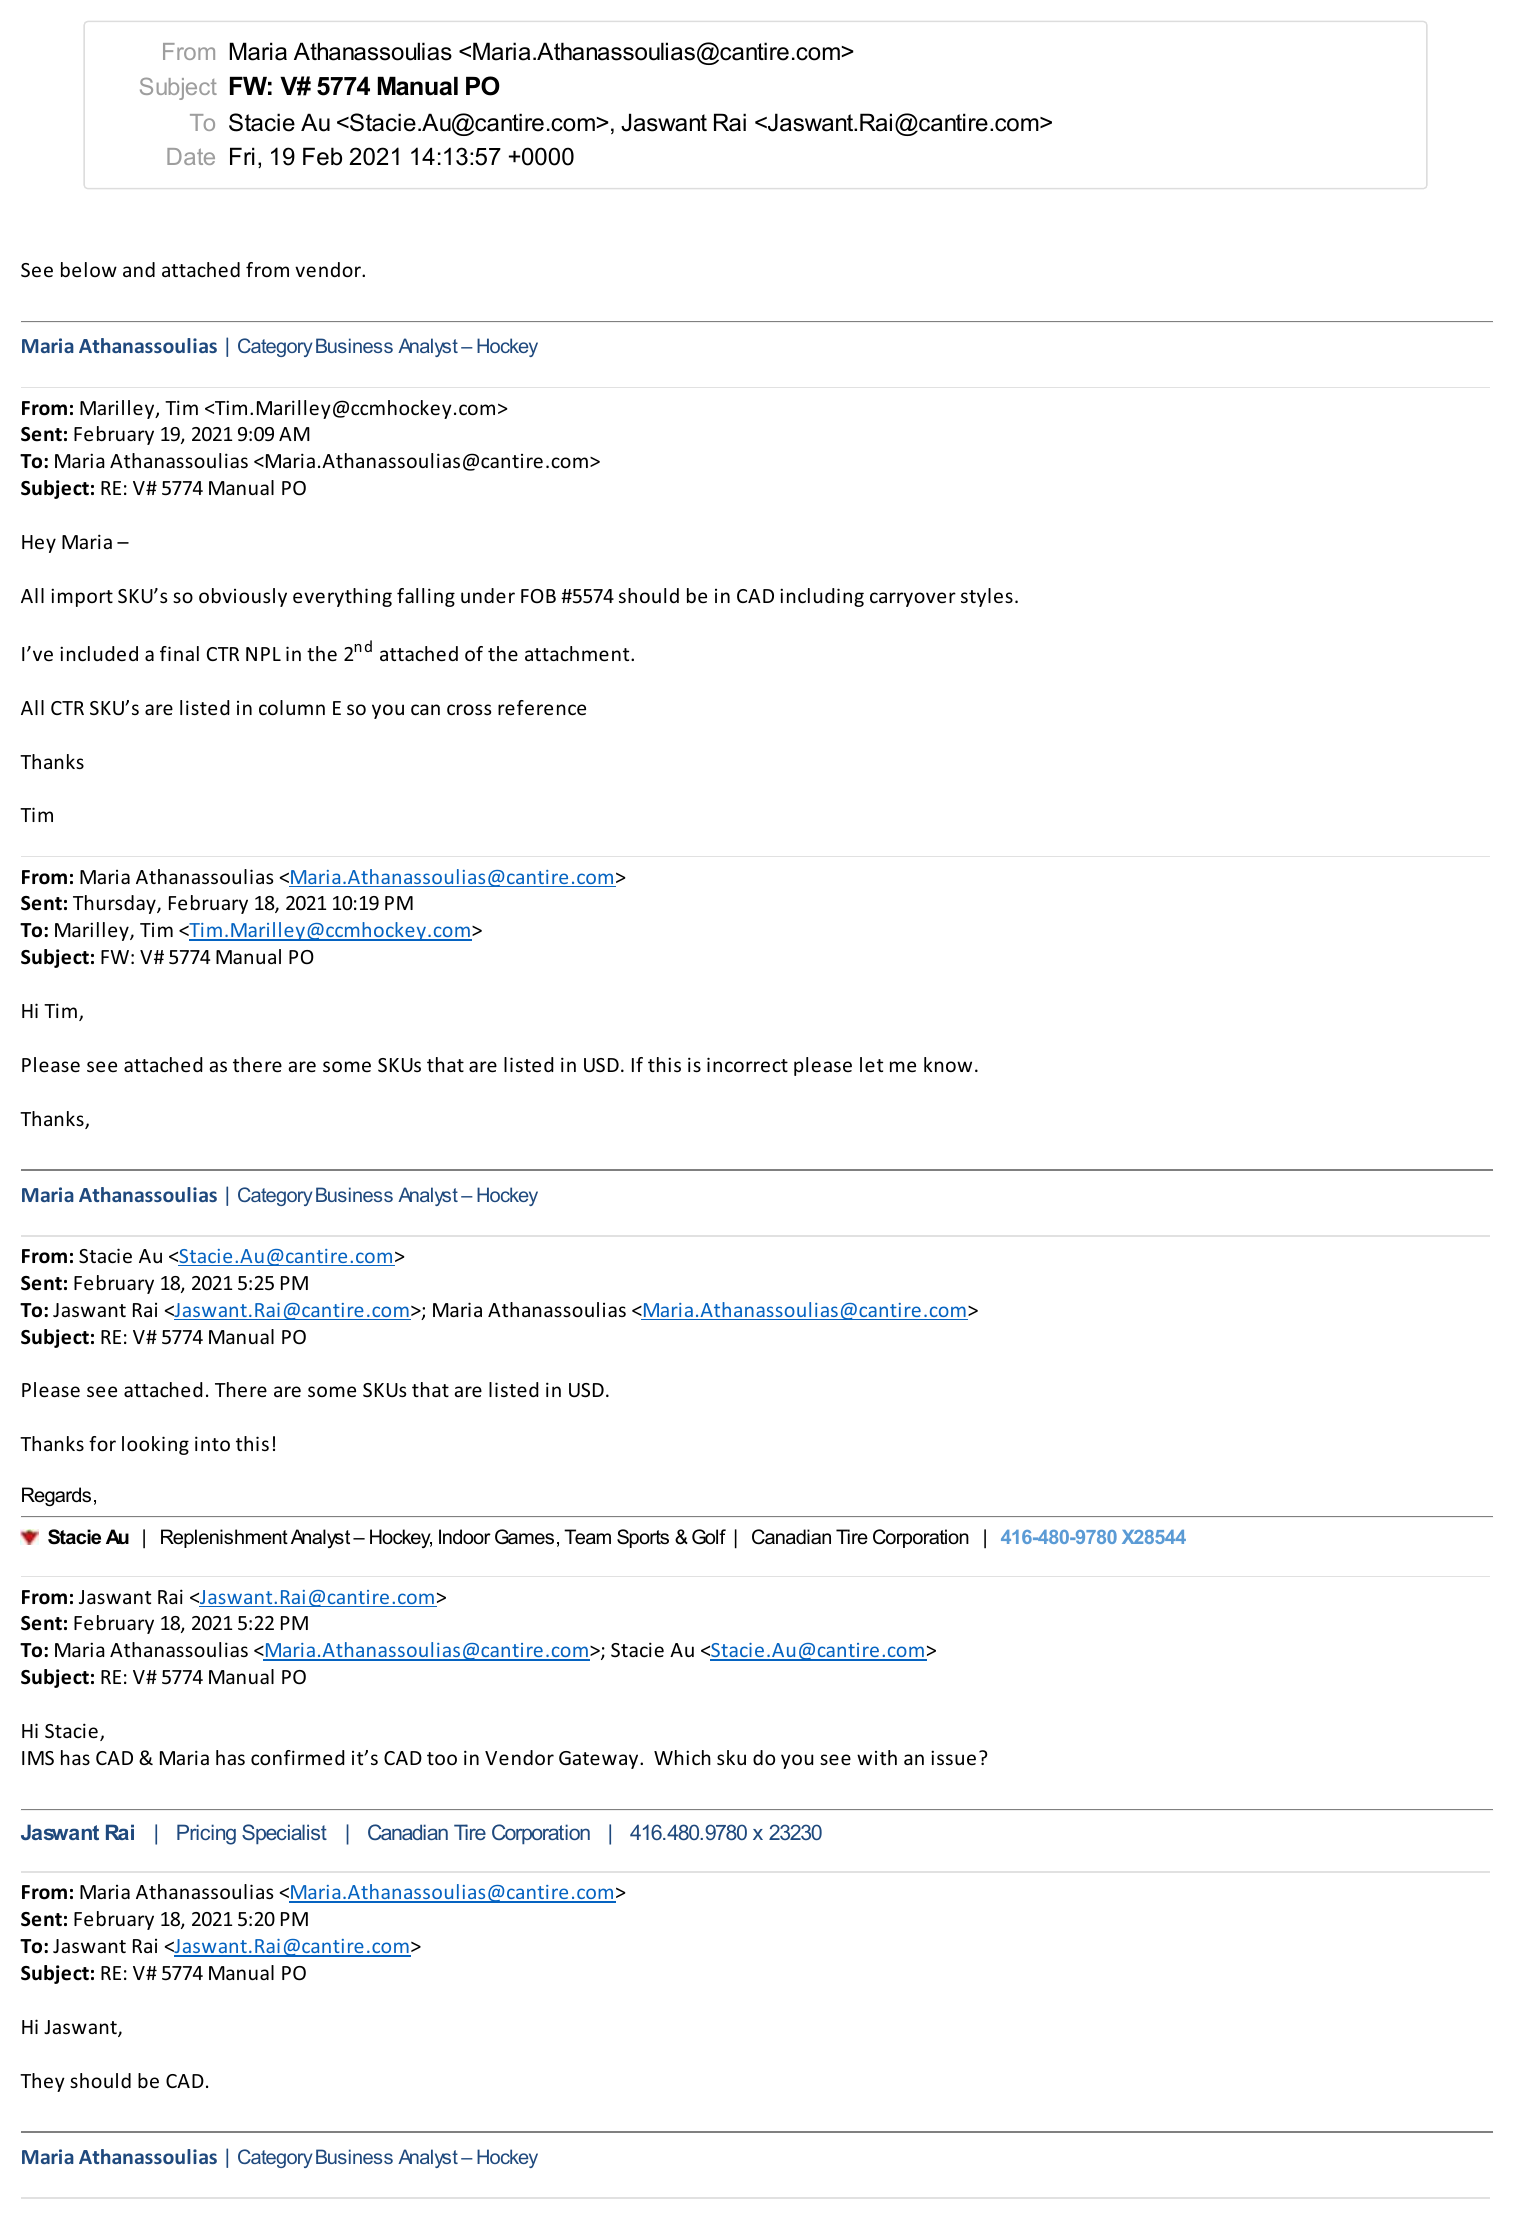 From Maria Athanassoulias <Maria.Athanassoulias@cantire.com>
Subject FW: V# 5774 Manual PO
To Stacie Au <Stacie.Au@cantire.com>, Jaswant Rai <Jaswant.Rai@cantire.com>
Date Fri, 19 Feb 2021 14:13:57 +0000
See below and attached from vendor.
Maria Athanassoulias | Category Business Analyst – Hockey
From: Marilley, Tim <Tim.Marilley@ccmhockey.com>
Sent: February 19, 2021 9:09 AM
To: Maria Athanassoulias <Maria.Athanassoulias@cantire.com>
Subject: RE: V# 5774 Manual PO
Hey Maria –
All import SKU’s so obviously everything falling under FOB #5574 should be in CAD including carryover styles.
I’ve included a final CTR NPL in the 2nd attached of the attachment.
All CTR SKU’s are listed in column E so you can cross reference
Thanks
Tim
From: Maria Athanassoulias <Maria.Athanassoulias@cantire.com>
Sent: Thursday, February 18, 2021 10:19 PM
To: Marilley, Tim <Tim.Marilley@ccmhockey.com>
Subject: FW: V# 5774 Manual PO
Hi Tim,
Please see attached as there are some SKUs that are listed in USD. If this is incorrect please let me know.
Thanks,
Maria Athanassoulias | Category Business Analyst – Hockey
From: Stacie Au <Stacie.Au@cantire.com>
Sent: February 18, 2021 5:25 PM
To: Jaswant Rai <Jaswant.Rai@cantire.com>; Maria Athanassoulias <Maria.Athanassoulias@cantire.com>
Subject: RE: V# 5774 Manual PO
Please see attached. There are some SKUs that are listed in USD.
Thanks for looking into this!
Regards,
Stacie Au | Replenishment Analyst – Hockey, Indoor Games, Team Sports & Golf | Canadian Tire Corporation | 416-480-9780 X28544
From: Jaswant Rai <Jaswant.Rai@cantire.com>
Sent: February 18, 2021 5:22 PM
To: Maria Athanassoulias <Maria.Athanassoulias@cantire.com>; Stacie Au <Stacie.Au@cantire.com>
Subject: RE: V# 5774 Manual PO
Hi Stacie,
IMS has CAD & Maria has confirmed it’s CAD too in Vendor Gateway.  Which sku do you see with an issue?
Jaswant Rai | Pricing Specialist | Canadian Tire Corporation | 416.480.9780 x 23230
From: Maria Athanassoulias <Maria.Athanassoulias@cantire.com>
Sent: February 18, 2021 5:20 PM
To: Jaswant Rai <Jaswant.Rai@cantire.com>
Subject: RE: V# 5774 Manual PO
Hi Jaswant,
They should be CAD.
Maria Athanassoulias | Category Business Analyst – Hockey